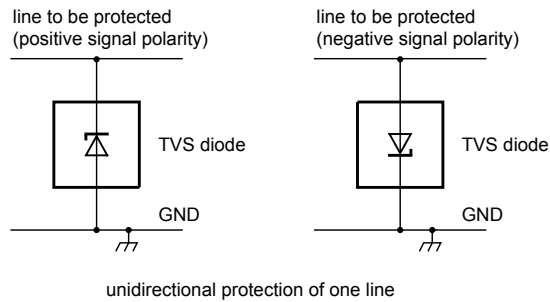 line to be protected
(positive signal polarity)
line to be protected
(negative signal polarity)
TVS diode
TVS diode
GND
GND
unidirectional protection of one line